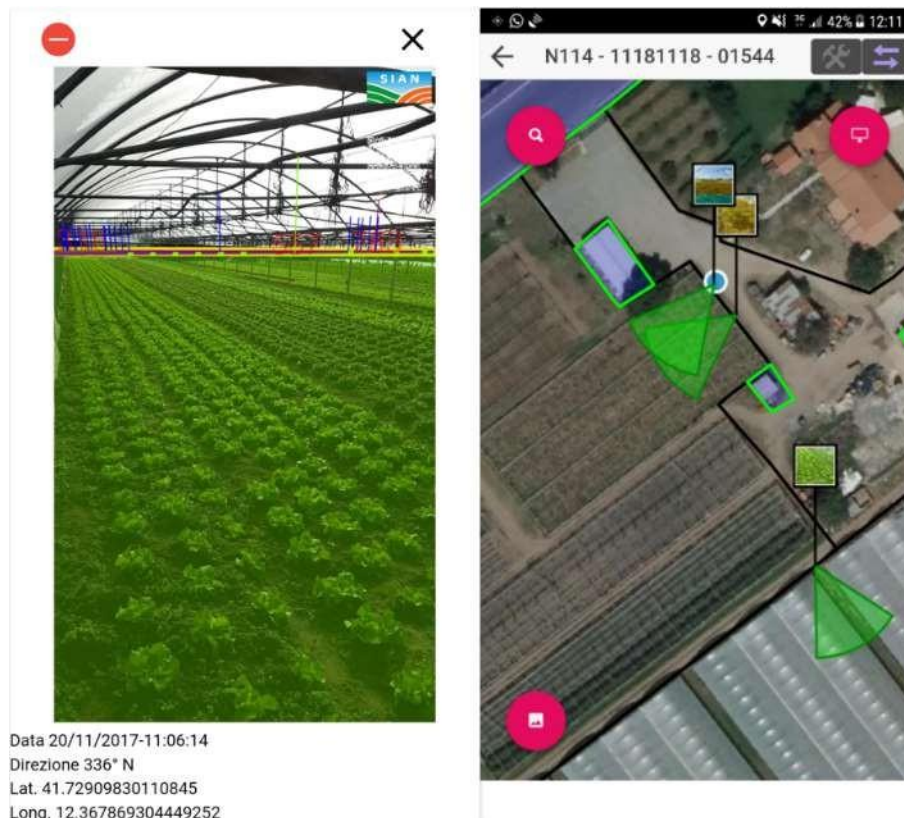 SIAN
Data 20/11/2017-11:06:14
Direzione 336° N
Lat. 41.72909830110845
Long. 12.367869304449252
3G 42% 12:11
N114 - 11181118 - 01544